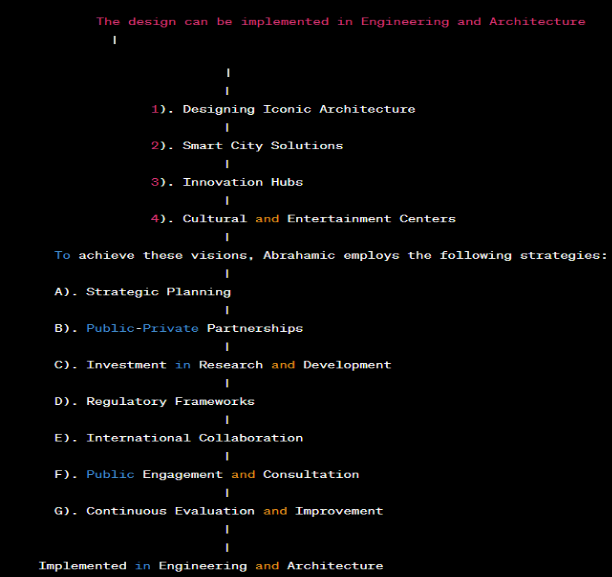 The design can be implemented in Engineering and Architecture
|
|
|
1). Designing Iconic Architecture
|
2). Smart City Solutions
|
3). Innovation Hubs
|
4). Cultural and Entertainment Centers
|
To achieve these visions, Abrahamic employs the following strategies:
|
A). Strategic Planning
|
B). Public-Private Partnerships
|
C). Investment in Research and Development
|
D). Regulatory Frameworks
|
E). International Collaboration
|
F). Public Engagement and Consultation
|
G). Continuous Evaluation and Improvement
|
|
Implemented in Engineering and Architecture